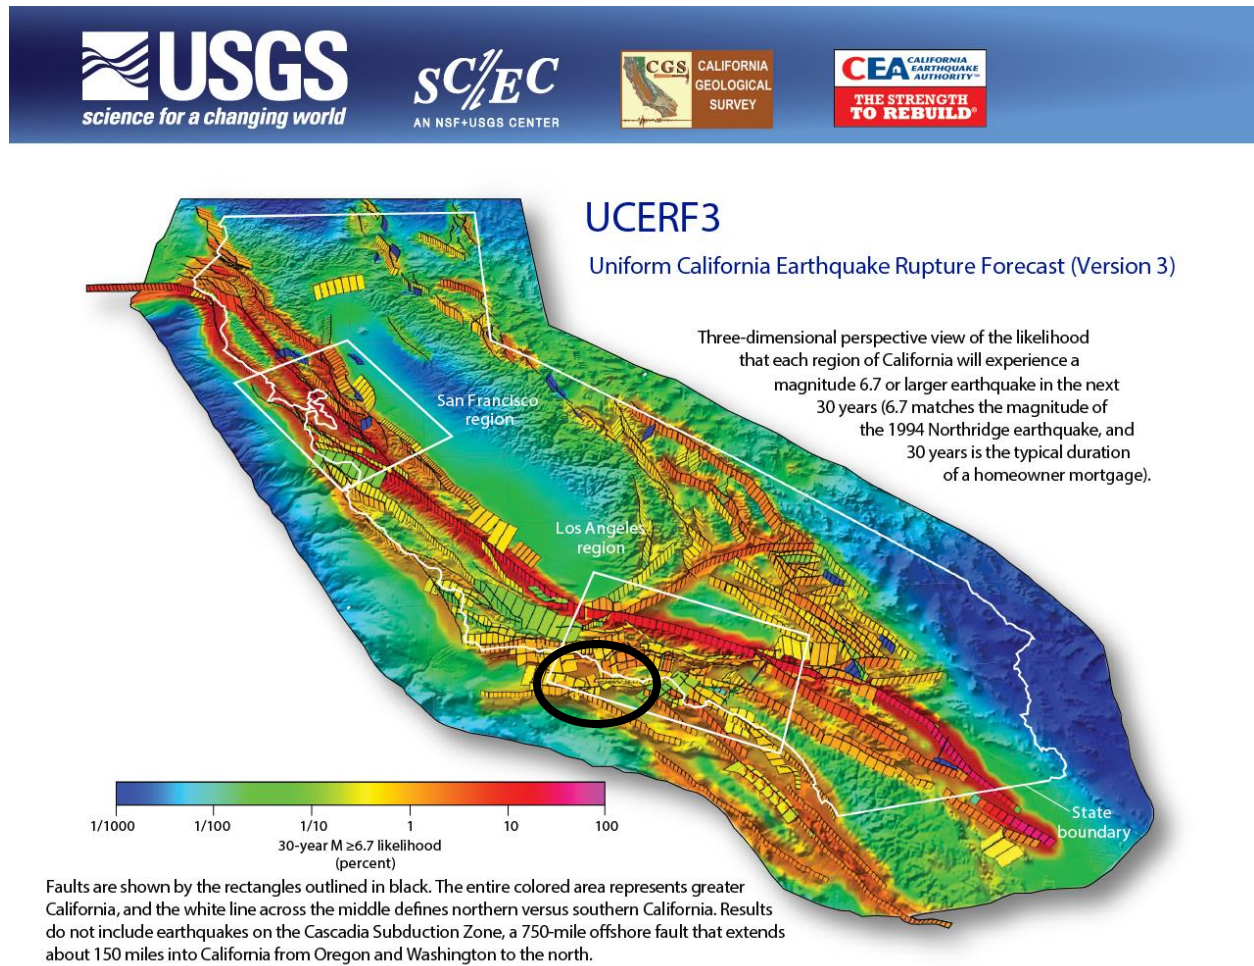 USGS
science for a changing world
SC//EC
AN NSF+USGS CENTER
CGS
CALIFORNIA
GEOLOGICAL
SURVEY
CEA CALIFORNIA
EARTHQUAKE
AUTHORITY™
THE STRENGTH
TO REBUILD®
UCERF3
Uniform California Earthquake Rupture Forecast (Version 3)
Three-dimensional perspective view of the likelihood
that each region of California will experience a
magnitude 6.7 or larger earthquake in the next
30 years (6.7 matches the magnitude of
the 1994 Northridge earthquake, and
30 years is the typical duration
of a homeowner mortgage).
San Francisco
region
Los Angeles
region
State
boundary
1/1000 1/100 1/10 1 10 100
30-year M ≥6.7 likelihood
(percent)
Faults are shown by the rectangles outlined in black. The entire colored area represents greater
California, and the white line across the middle defines northern versus southern California. Results
do not include earthquakes on the Cascadia Subduction Zone, a 750-mile offshore fault that extends
about 150 miles into California from Oregon and Washington to the north.